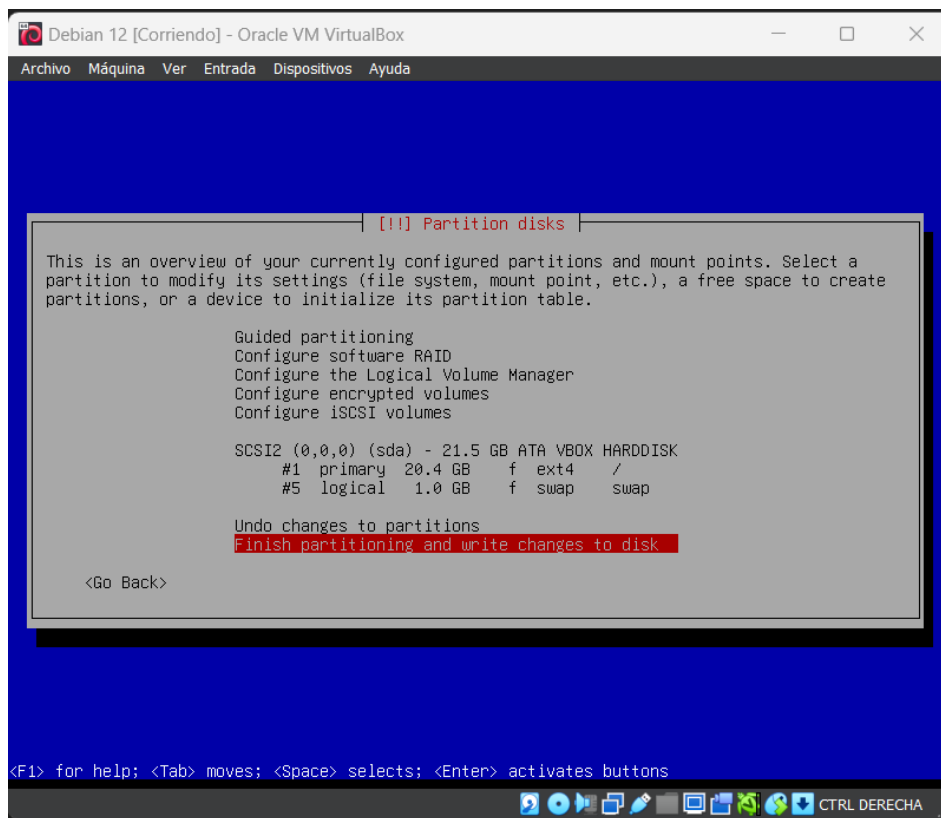 Debian 12 [Corriendo] - Oracle VM VirtualBox
Archivo Máquina Ver Entrada Dispositivos Ayuda
[!!] Partition disks
This is an overview of your currently configured partitions and mount points. Select a
partition to modify its settings (file system, mount point, etc.), a free space to create
partitions, or a device to initialize its partition table.
Guided partitioning
Configure software RAID
Configure the Logical Volume Manager
Configure encrypted volumes
Configure iSCSI volumes
SCSI2 (0,0,0) (sda) - 21.5 GB ATA VBOX HARDDISK
#1 primary 20.4 GB f ext4 /
#5 logical 1.0 GB f swap swap
Undo changes to partitions
Finish partitioning and write changes to disk
<Go Back>
<F1> for help; <Tab> moves; <Space> selects; <Enter> activates buttons
CTRL DERECHA